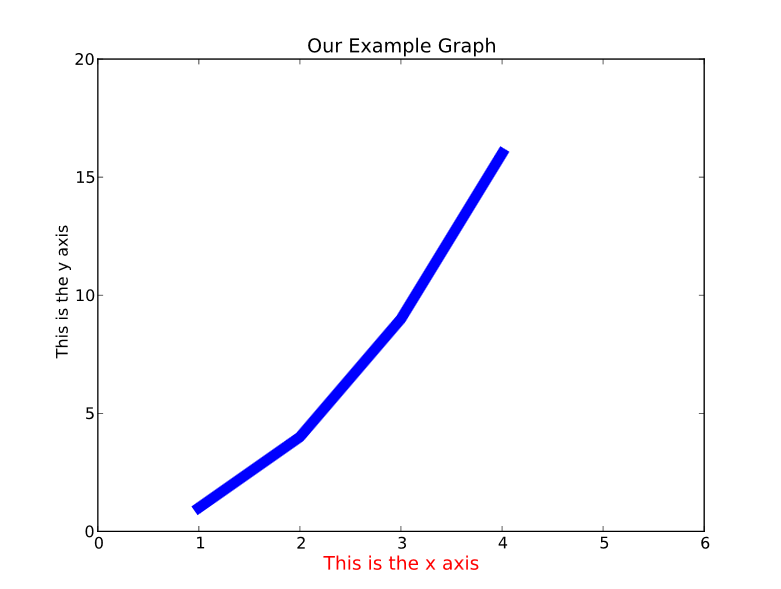 Our Example Graph
20
15
10
5
0
This is the y axis
0 1 2 3 4 5 6
This is the x axis